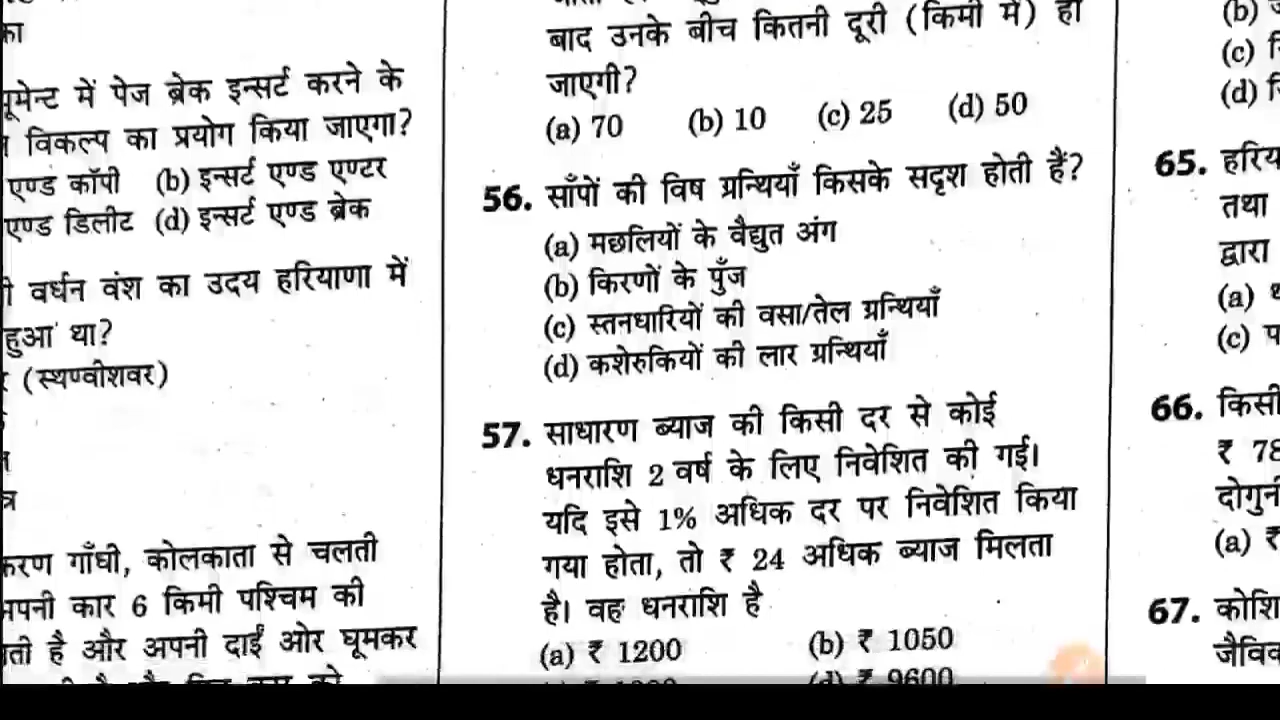 का
में पेज ब्रेक इन्सर्ट करने के
विकल्प का प्रयोग किया जाएगा?
एण्ड कॉपी (b) इन्सर्ट एण्ड एण्टर
एण्ड डिलीट (d) इन्सर्ट एण्ड ब्रेक
वर्धन वंश का उदय हरियाणा में
हुआ था?
(स्थण्वीशवर)
गाँधी, कोलकाता से चलती
अपनी कार 6 किमी पश्चिम की
और अपनी दाईं ओर घूमकर
बाद उनके बीच कितनी दूरी (किमी में) हो
जाएगी?
(a) 70 (b) 10 (c) 25 (d) 50
56. साँपों की विष ग्रन्थियाँ किसके सदृश होती हैं?
(a) मछलियों के वैद्युत अंग
(b) किरणों के पुँज
(c) स्तनधारियों की वसा/तेल ग्रन्थियाँ
(d) कशेरुकियों की लार ग्रन्थियाँ
57. साधारण ब्याज की किसी दर से कोई
धनराशि 2 वर्ष के लिए निवेशित की गई।
यदि इसे 1% अधिक दर पर निवेशित किया
गया होता, तो ₹ 24 अधिक ब्याज मिलता
है। वह धनराशि है
(a) ₹ 1200 (b) ₹ 1050
(d) ₹ 9600
(b)
(c)
(d)
65.
तथा
द्वारा
(a)
(c)
66. किसी
₹ 78
(a) ₹
67.